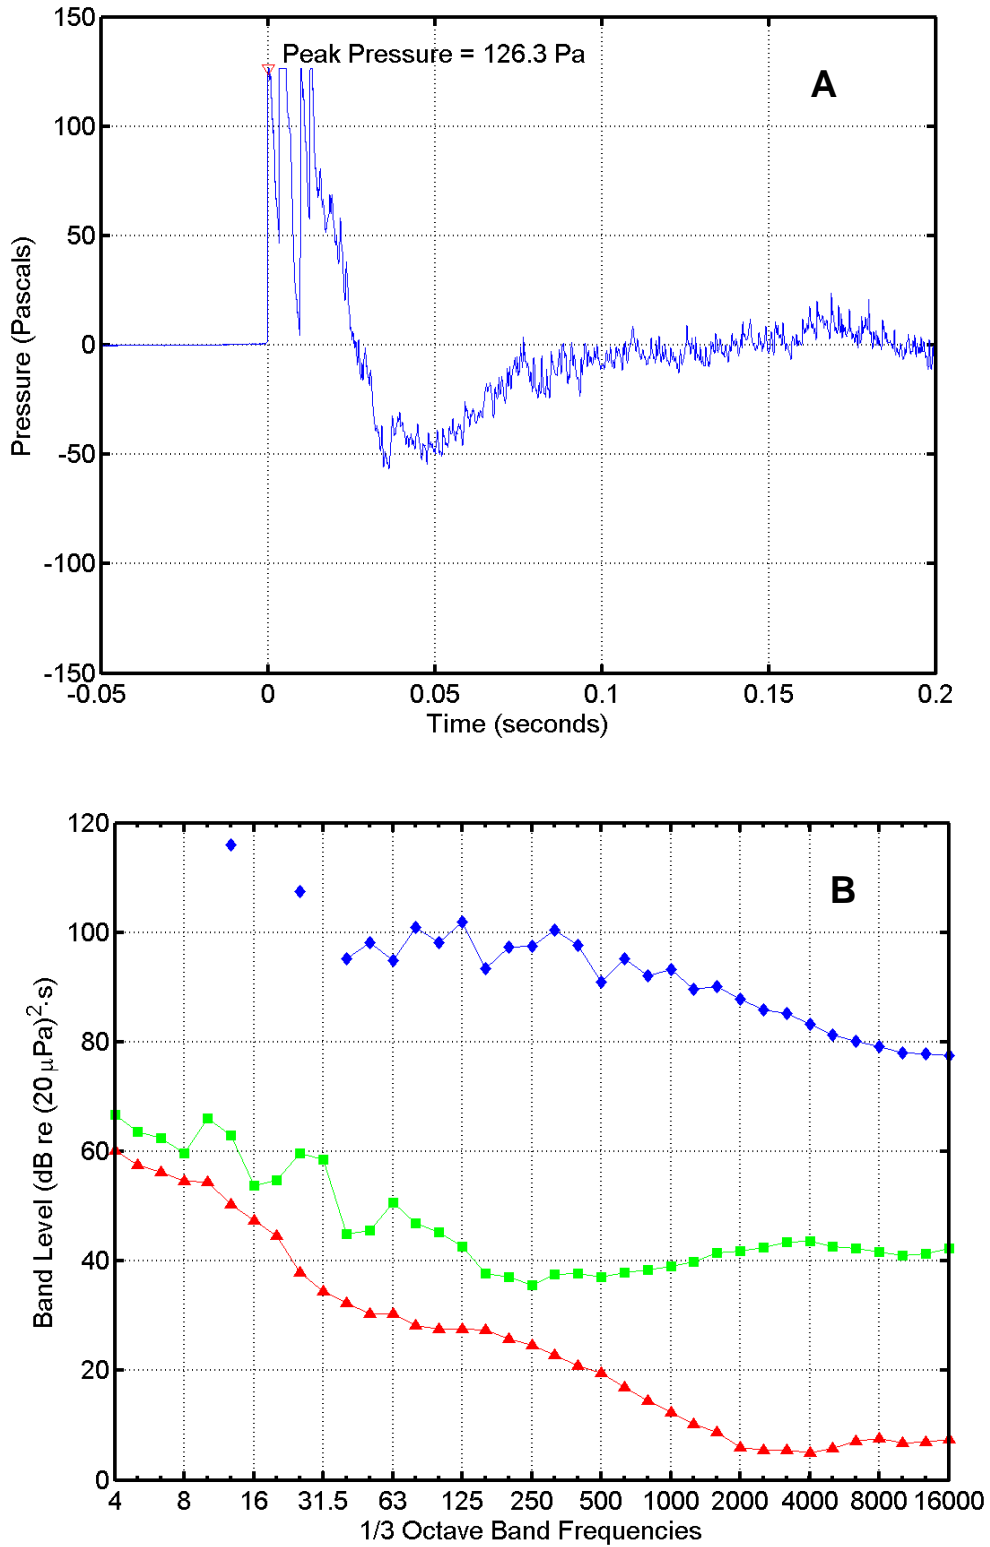 150
Peak Pressure = 126.3 Pa
A
100
50
0
-50
-100
-150
Pressure (Pascals)
-0.05 0 0.05 0.1 0.15 0.2
Time (seconds)
120
B
100
80
60
40
20
0
Band Level (dB re (20 μPa)²·s)
4 8 16 31.5 63 125 250 500 1000 2000 4000 8000 16000
1/3 Octave Band Frequencies